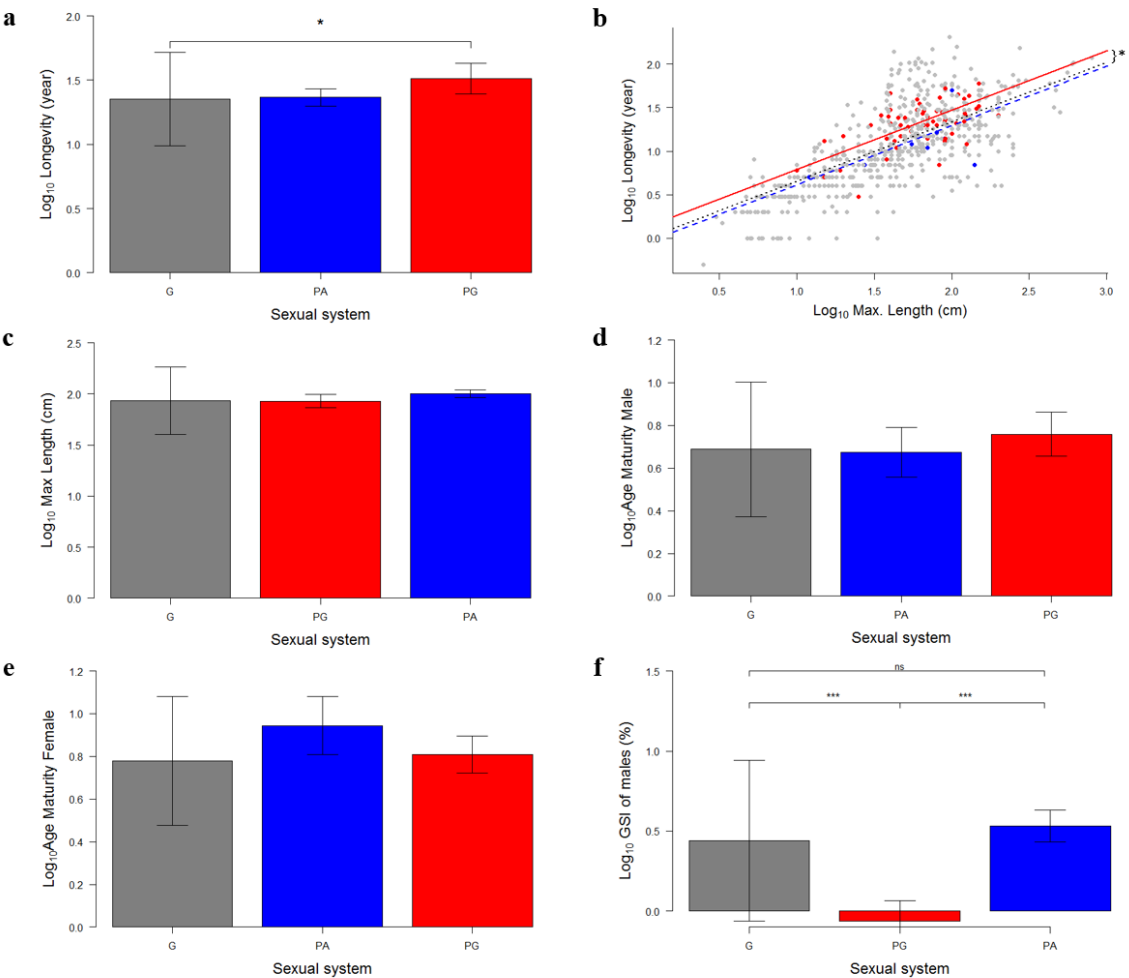 a
2.0
*
1.5
1.0
0.5
0.0
Log₁₀ Longevity (year)
G PA PG
Sexual system
b
2.0
1.5
1.0
0.5
0.0
}*
Log₁₀ Longevity (year)
0.5 1.0 1.5 2.0 2.5 3.0
Log₁₀ Max. Length (cm)
c
2.5
2.0
1.5
1.0
0.5
0.0
Log₁₀ Max Length (cm)
G PG PA
Sexual system
d
1.2
1.0
0.8
0.6
0.4
0.2
0.0
Log₁₀Age Maturity Male
G PA PG
Sexual system
e
1.2
1.0
0.8
0.6
0.4
0.2
0.0
Log₁₀Age Maturity Female
G PA PG
Sexual system
f
ns
1.5
*** ***
1.0
0.5
0.0
Log₁₀ GSI of males (%)
G PG PA
Sexual system